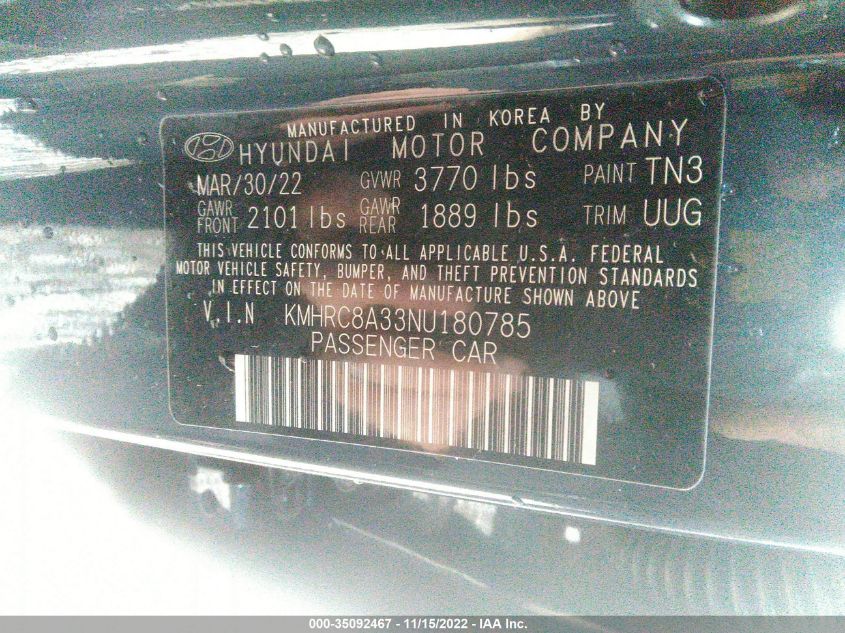 MANUFACTURED IN KOREA BY
HYUNDAI MOTOR COMPANY
MAR/30/22 GVWR 3770 lbs PAINT TN3
GAWR FRONT 2101 lbs GAWR REAR 1889 lbs TRIM UUG
THIS VEHICLE CONFORMS TO ALL APPLICABLE U.S.A. FEDERAL
MOTOR VEHICLE SAFETY, BUMPER, AND THEFT PREVENTION STANDARDS
IN EFFECT ON THE DATE OF MANUFACTURE SHOWN ABOVE
V.I.N KMHRC8A33NU180785
PASSENGER CAR
000-35092467 - 11/15/2022 - IAA Inc.